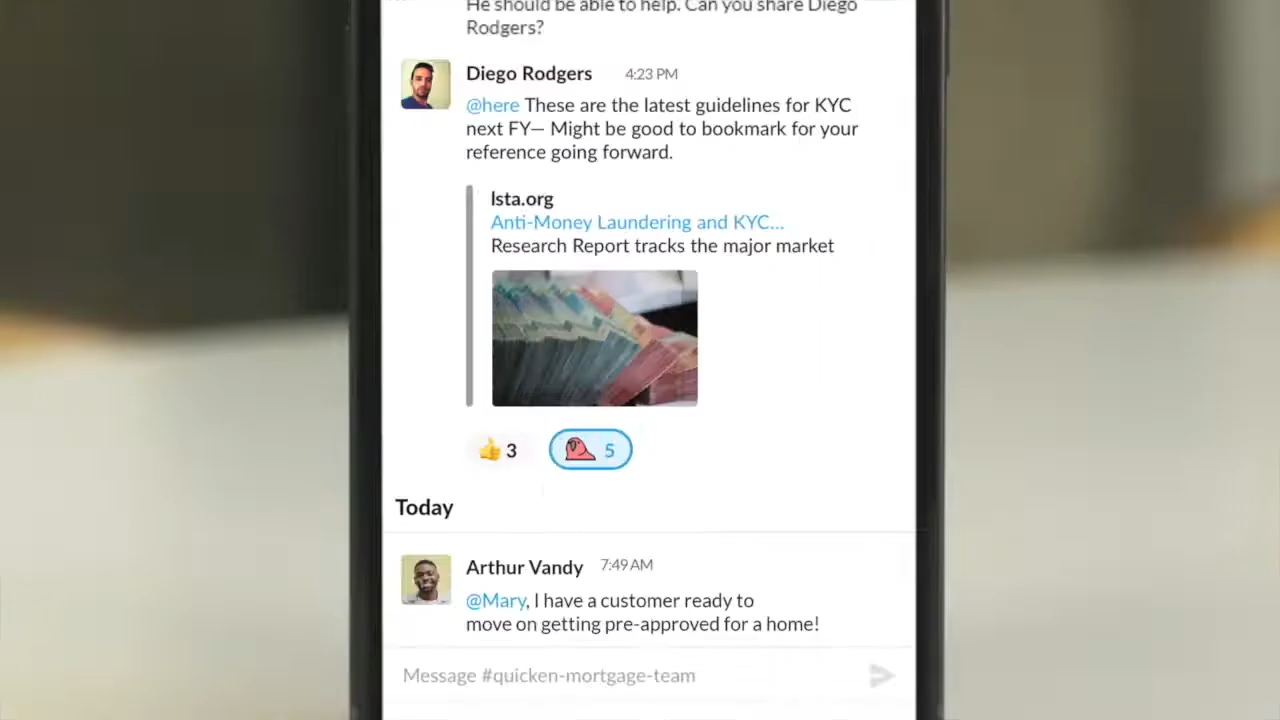 He should be able to help. Can you share Diego
Rodgers?
Diego Rodgers 4:23 PM
@here These are the latest guidelines for KYC
next FY— Might be good to bookmark for your
reference going forward.
lsta.org
Anti-Money Laundering and KYC...
Research Report tracks the major market
👍 3 5
Today
Arthur Vandy 7:49 AM
@Mary, I have a customer ready to
move on getting pre-approved for a home!
Message #quicken-mortgage-team